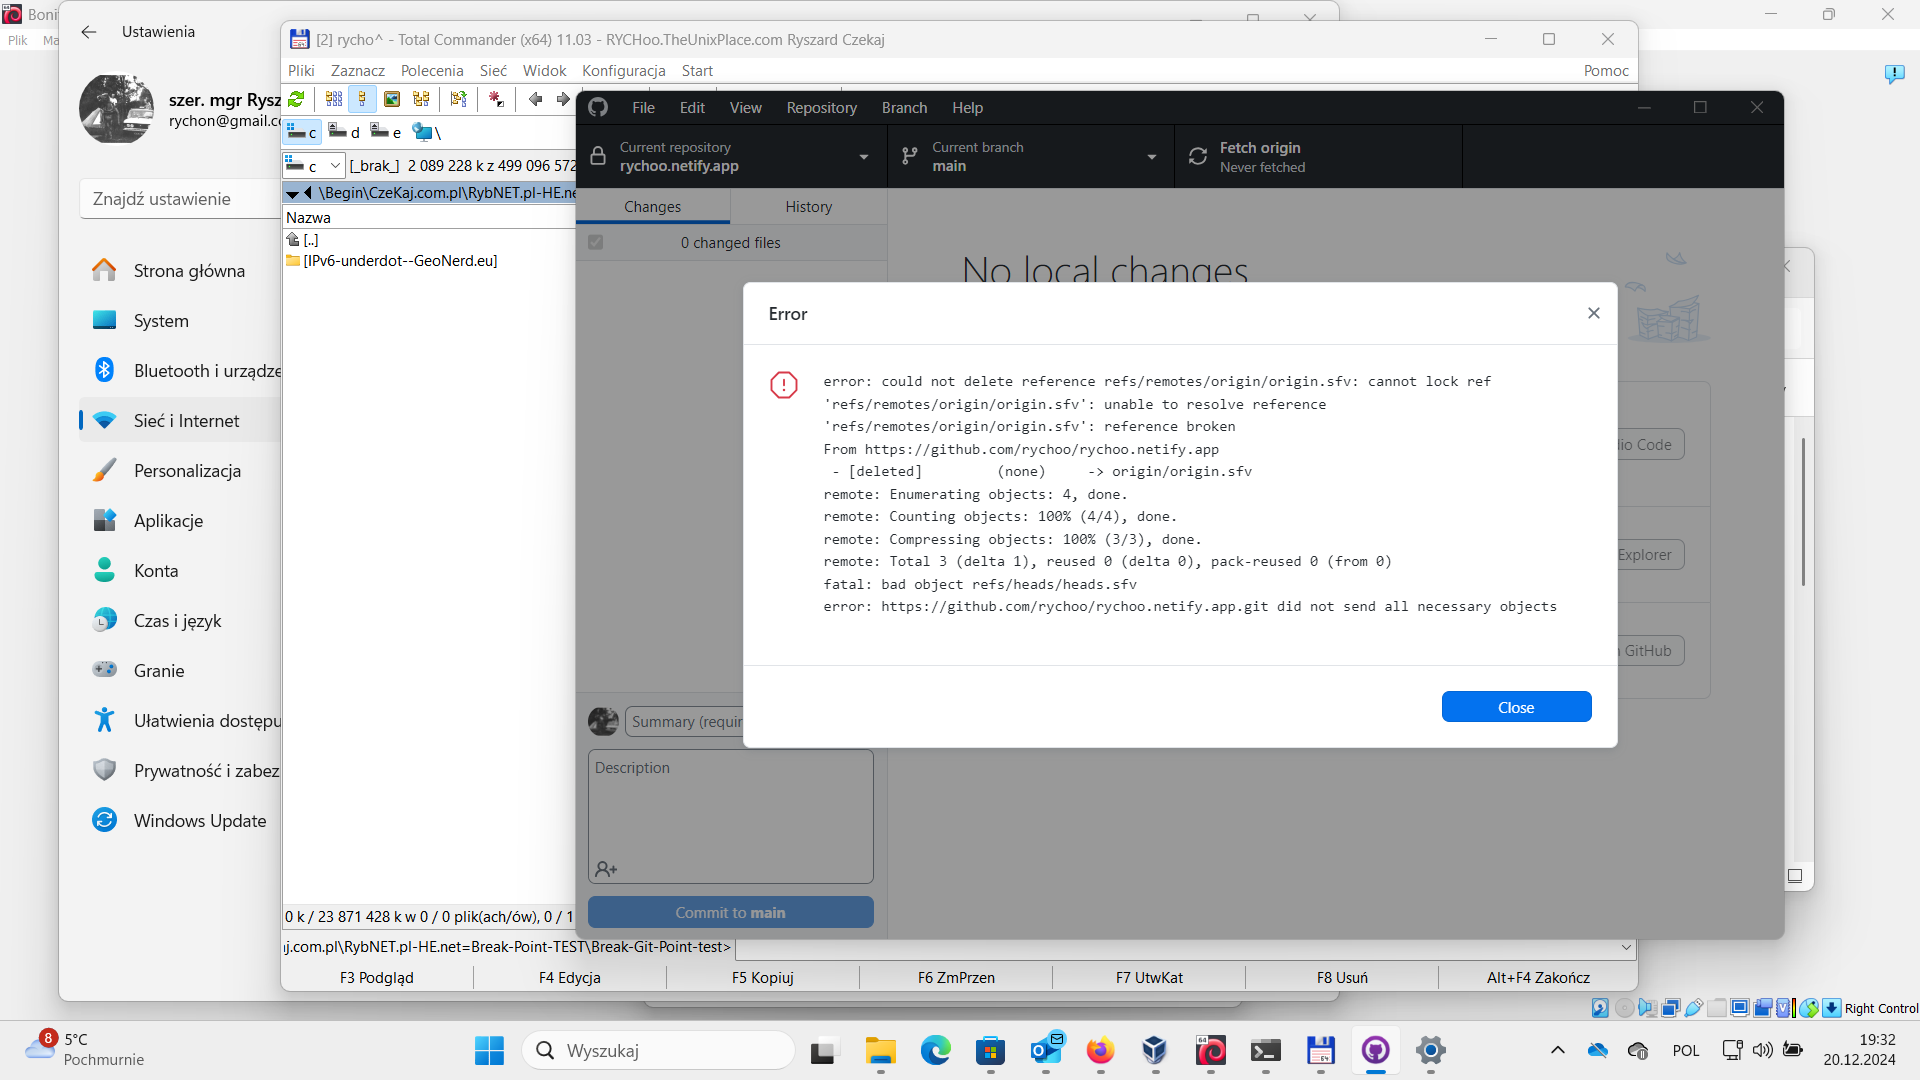 Plik
←  Ustawienia
szer. mgr Rysz
rychon@gmail.c
Znajdź ustawienie
Strona główna
System
Bluetooth i urządze
Sieć i Internet
Personalizacja
Aplikacje
Konta
Czas i język
Granie
Ułatwienia dostępu
Prywatność i zabez
Windows Update
[2] rycho^ - Total Commander (x64) 11.03 - RYCHoo.TheUnixPlace.com Ryszard Czekaj
Pliki Zaznacz Polecenia Sieć Widok Konfiguracja Start Pomoc
c d e \
c [_brak_] 2 089 228 k z 499 096 572
\Begin\CzeKaj.com.pl\RybNET.pl-HE.ne
Nazwa
[..]
[IPv6-underdot--GeoNerd.eu]
0 k / 23 871 428 k w 0 / 0 plik(ach/ów), 0 / 1
aj.com.pl\RybNET.pl-HE.net=Break-Point-TEST\Break-Git-Point-test>
F3 Podgląd F4 Edycja F5 Kopiuj F6 ZmPrzen F7 UtwKat F8 Usuń Alt+F4 Zakończ
File Edit View Repository Branch Help
Current repository
rychoo.netify.app
Current branch
main
Fetch origin
Never fetched
Changes History
0 changed files
No local changes
io Code
Explorer
GitHub
Error
error: could not delete reference refs/remotes/origin/origin.sfv: cannot lock ref
'refs/remotes/origin/origin.sfv': unable to resolve reference
'refs/remotes/origin/origin.sfv': reference broken
From https://github.com/rychoo/rychoo.netify.app
- [deleted] (none) -> origin/origin.sfv
remote: Enumerating objects: 4, done.
remote: Counting objects: 100% (4/4), done.
remote: Compressing objects: 100% (3/3), done.
remote: Total 3 (delta 1), reused 0 (delta 0), pack-reused 0 (from 0)
fatal: bad object refs/heads/heads.sfv
error: https://github.com/rychoo/rychoo.netify.app.git did not send all necessary objects
Close
Summary (requir
Description
Commit to main
Right Control
8
5°C
Pochmurnie
Wyszukaj
POL
19:32
20.12.2024